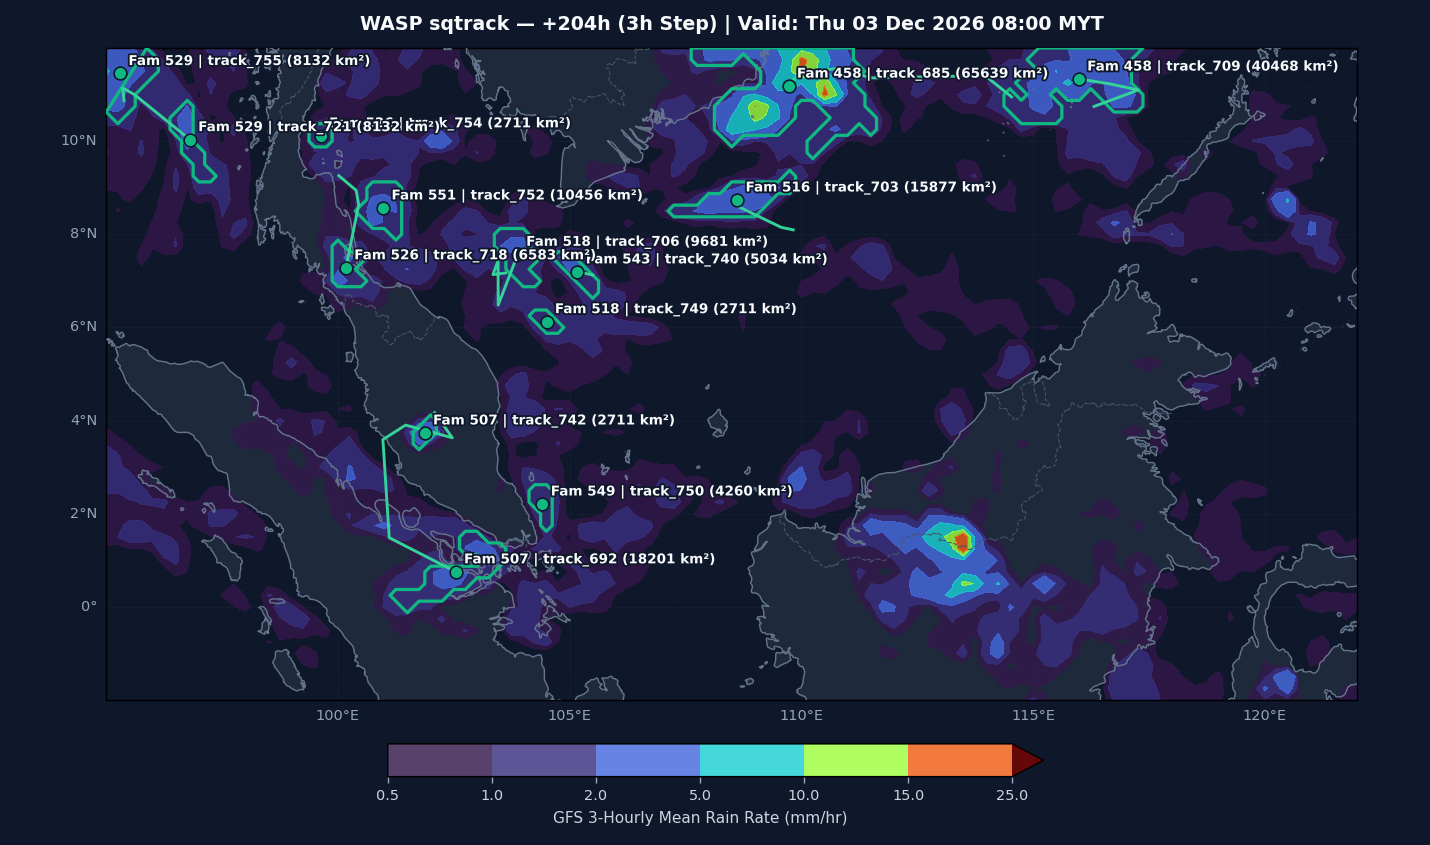 WASP sqtrack — +204h (3h Step) | Valid: Thu 03 Dec 2026 08:00 MYT
Fam 529 | track_755 (8132 km²)
Fam 458 | track_709 (40468 km²)
Fam 458 | track_685 (65639 km²)
Fam 529 | track_721 (8132 km²)
track_754 (2711 km²)
10°N
Fam 516 | track_703 (15877 km²)
Fam 551 | track_752 (10456 km²)
8°N
Fam 518 | track_706 (9681 km²)
Fam 526 | track_718 (6583 km²)
Fam 543 | track_740 (5034 km²)
6°N
Fam 518 | track_749 (2711 km²)
4°N
Fam 507 | track_742 (2711 km²)
2°N
Fam 549 | track_750 (4260 km²)
Fam 507 | track_692 (18201 km²)
0°
100°E 105°E 110°E 115°E 120°E
0.5 1.0 2.0 5.0 10.0 15.0 25.0
GFS 3-Hourly Mean Rain Rate (mm/hr)